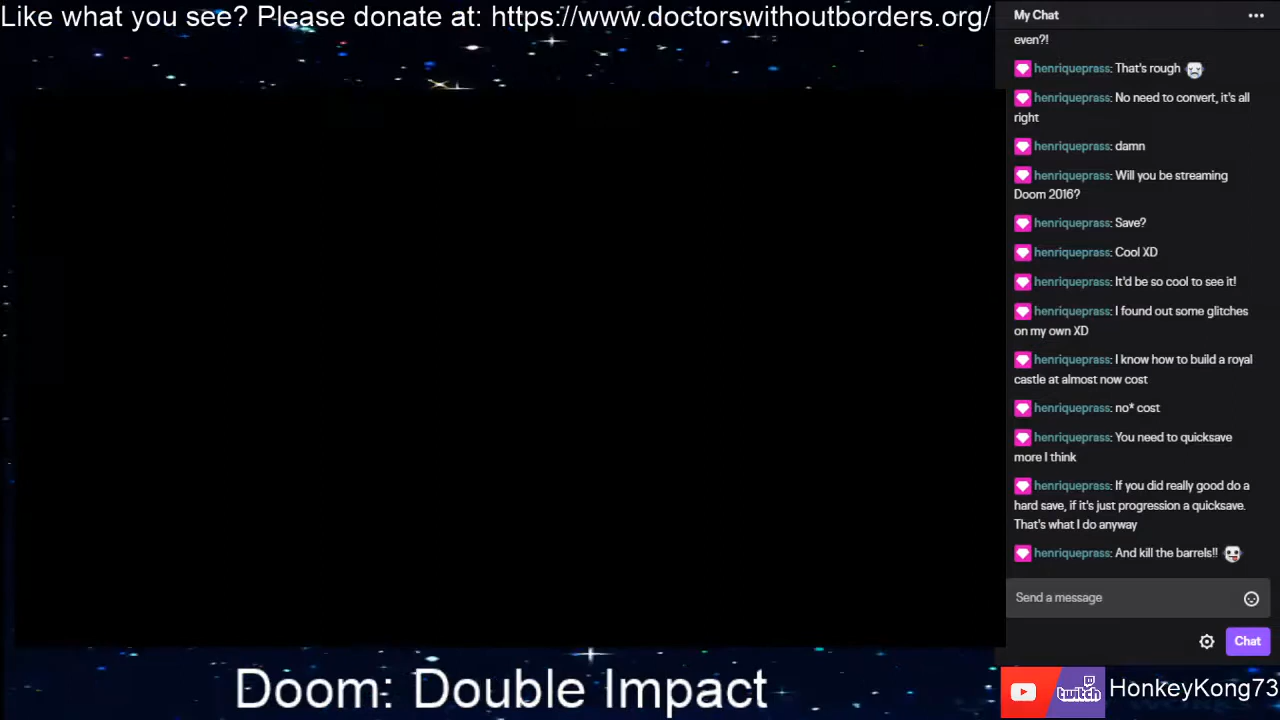 Like what you see? Please donate at: https://www.doctorswithoutborders.org/
My Chat
even?!
henriqueprass: That's rough
henriqueprass: No need to convert, it's all
right
henriqueprass: damn
henriqueprass: Will you be streaming
Doom 2016?
henriqueprass: Save?
henriqueprass: Cool XD
henriqueprass: It'd be so cool to see it!
henriqueprass: I found out some glitches
on my own XD
henriqueprass: I know how to build a royal
castle at almost now cost
henriqueprass: no* cost
henriqueprass: You need to quicksave
more I think
henriqueprass: If you did really good do a
hard save, if it's just progression a quicksave.
That's what I do anyway
henriqueprass: And kill the barrels!!
Send a message
Chat
Doom: Double Impact
twitch
HonkeyKong73